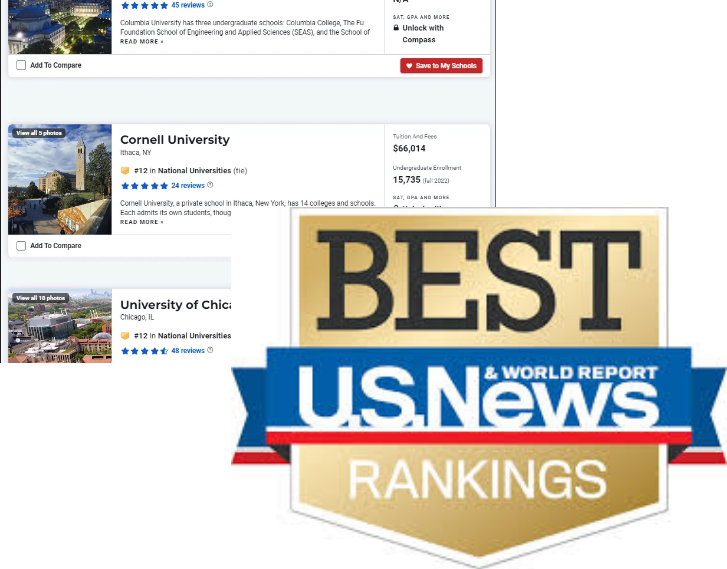 45 reviews
Columbia University has three undergraduate schools: Columbia College, The Fu
Foundation School of Engineering and Applied Sciences (SEAS), and the School of
READ MORE »
N/A
SAT, GPA AND MORE
Unlock with
Compass
Add To Compare
Save to My Schools
View all 5 photos
Cornell University
Ithaca, NY
#12 in National Universities (tie)
24 reviews
Cornell University, a private school in Ithaca, New York, has 14 colleges and schools.
Each admits its own students, thoug
READ MORE »
Tuition And Fees
$66,014
Undergraduate Enrollment
15,735 (fall 2022)
SAT, GPA AND MORE
Add To Compare
View all 18 photos
University of Chica
Chicago, IL
#12 in National Universities
48 reviews
BEST
U.S.News
& WORLD REPORT
RANKINGS